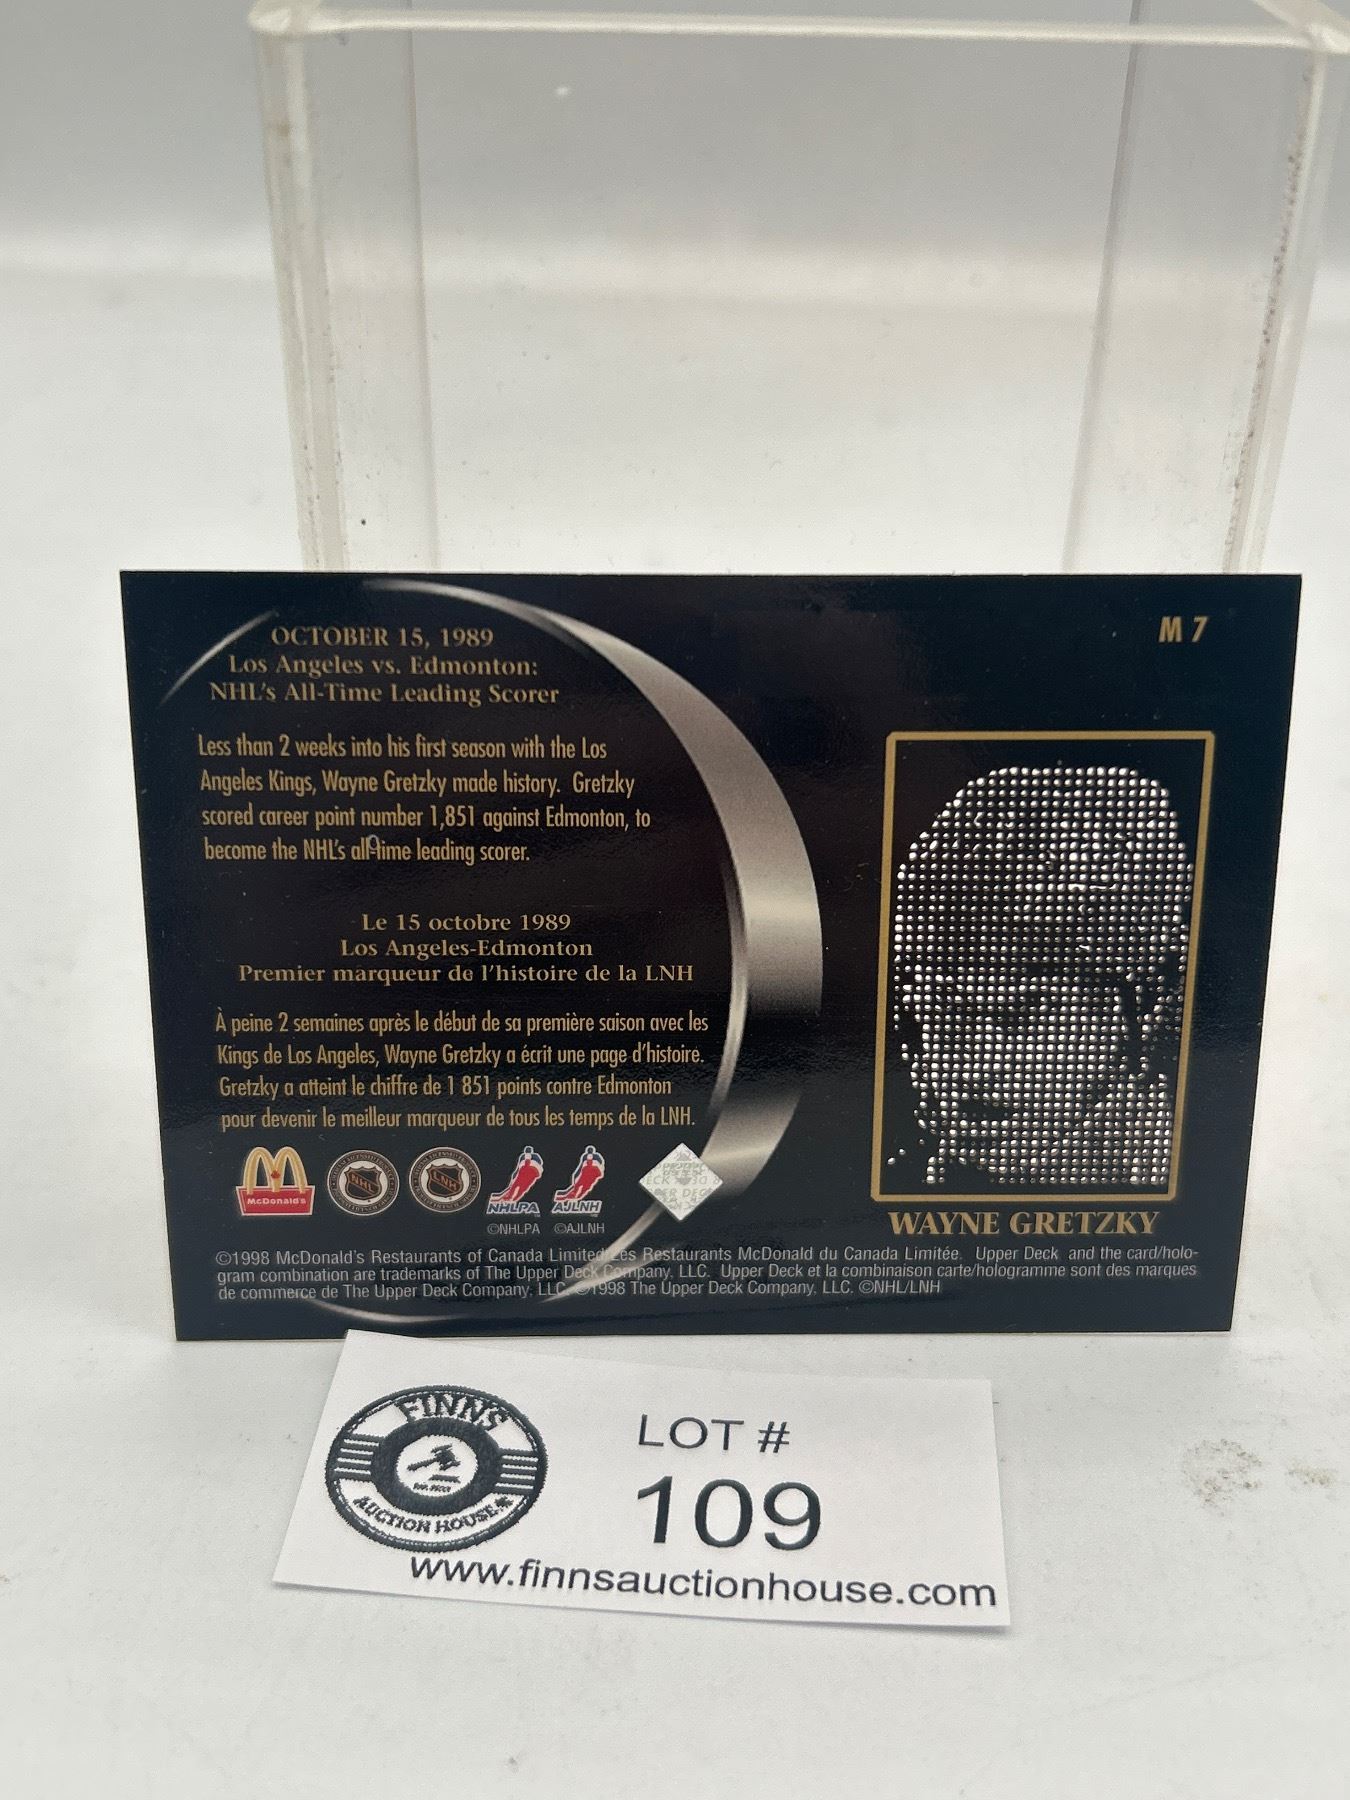 M 7
OCTOBER 15, 1989
Los Angeles vs. Edmonton:
NHL's All-Time Leading Scorer
Less than 2 weeks into his first season with the Los
Angeles Kings, Wayne Gretzky made history. Gretzky
scored career point number 1,851 against Edmonton, to
become the NHL's all-time leading scorer.
Le 15 octobre 1989
Los Angeles-Edmonton
Premier marqueur de l'histoire de la LNH
À peine 2 semaines après le début de sa première saison avec les
Kings de Los Angeles, Wayne Gretzky a écrit une page d'histoire.
Gretzky a atteint le chiffre de 1 851 points contre Edmonton
pour devenir le meilleur marqueur de tous les temps de la LNH.
McDonald's NHL LNH NHLPA AJLNH
©NHLPA ©AJLNH
WAYNE GRETZKY
©1998 McDonald's Restaurants of Canada Limited/Les Restaurants McDonald du Canada Limitée. Upper Deck and the card/holo-
gram combination are trademarks of The Upper Deck Company, LLC. Upper Deck et la combinaison carte/hologramme sont des marques
de commerce de The Upper Deck Company, LLC. ©1998 The Upper Deck Company, LLC. ©NHL/LNH
FINN'S
AUCTION HOUSE
LOT #
109
www.finnsauctionhouse.com